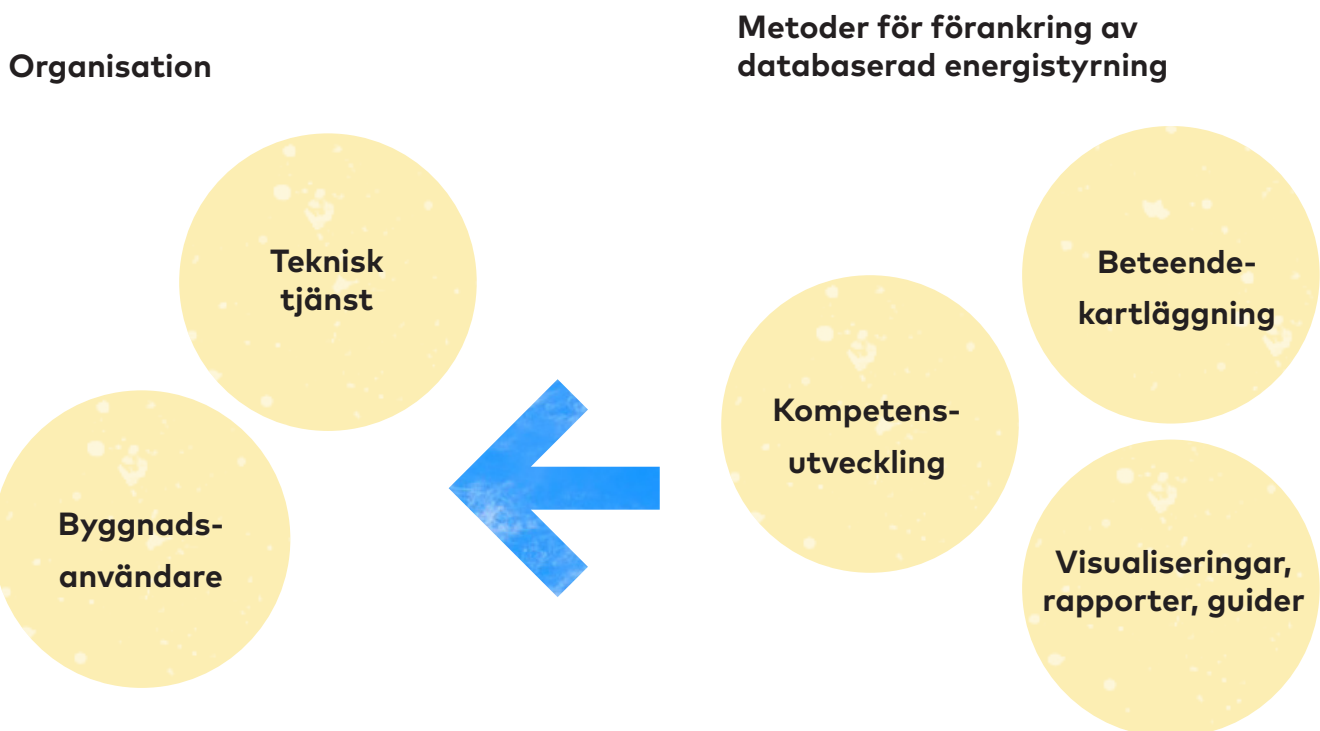 Organisation
Teknisk
tjänst
Byggnads-
användare
Metoder för förankring av
databaserad energistyrning
Beteende-
kartläggning
Kompetens-
utveckling
Visualiseringar,
rapporter, guider